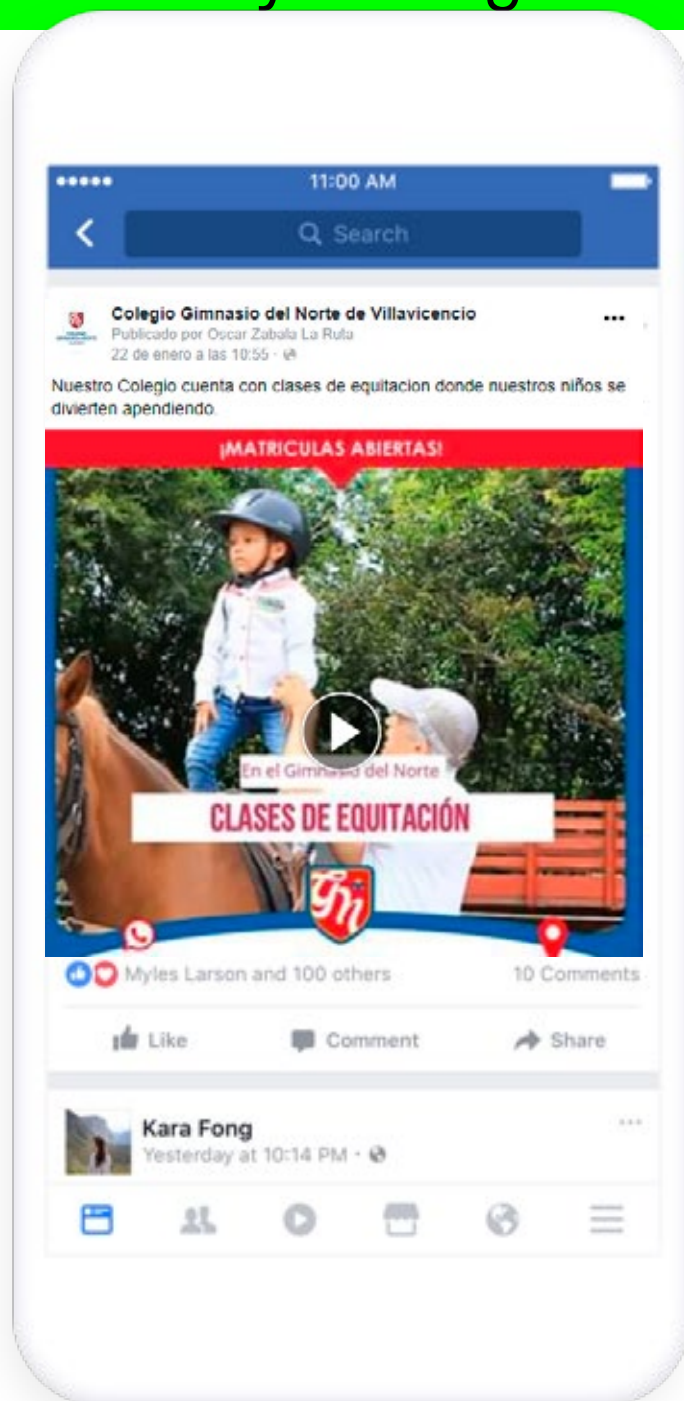 11:00 AM
Search
Colegio Gimnasio del Norte de Villavicencio
Publicado por Oscar Zabala La Ruta
22 de enero a las 10:55 ·
Nuestro Colegio cuenta con clases de equitacion donde nuestros niños se
divierten apendiendo.
¡MATRICULAS ABIERTAS!
En el Gimnasio del Norte
CLASES DE EQUITACIÓN
Myles Larson and 100 others 10 Comments
Like Comment Share
Kara Fong
Yesterday at 10:14 PM ·